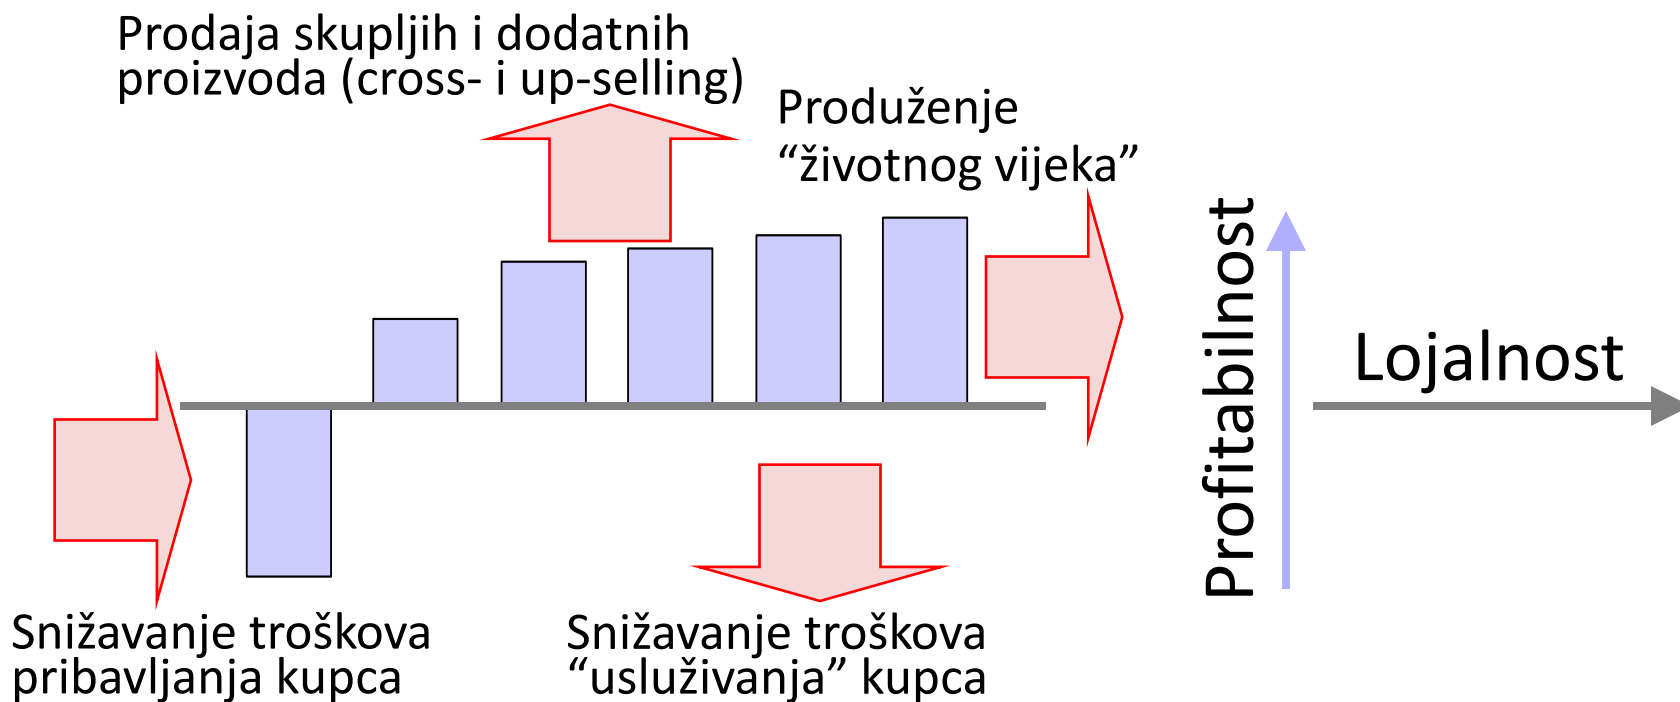 Prodaja skupljih i dodatnih
proizvoda (cross- i up-selling)
Produženje
“životnog vijeka”
Profitabilnost
Lojalnost
Snižavanje troškova
pribavljanja kupca
Snižavanje troškova
“usluživanja” kupca